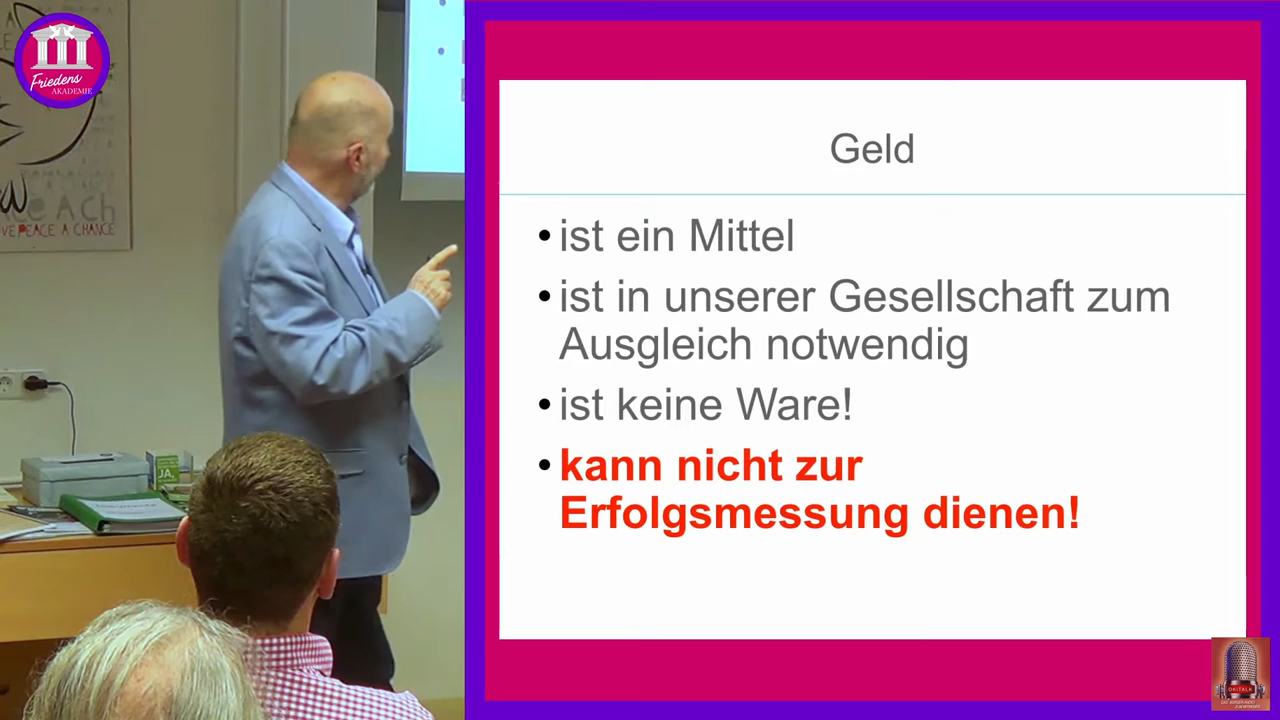 Friedens
AKADEMIE
PEACE A CHANCE
JA,
Geld
• ist ein Mittel
• ist in unserer Gesellschaft zum
Ausgleich notwendig
• ist keine Ware!
• kann nicht zur
Erfolgsmessung dienen!
OKiTALK